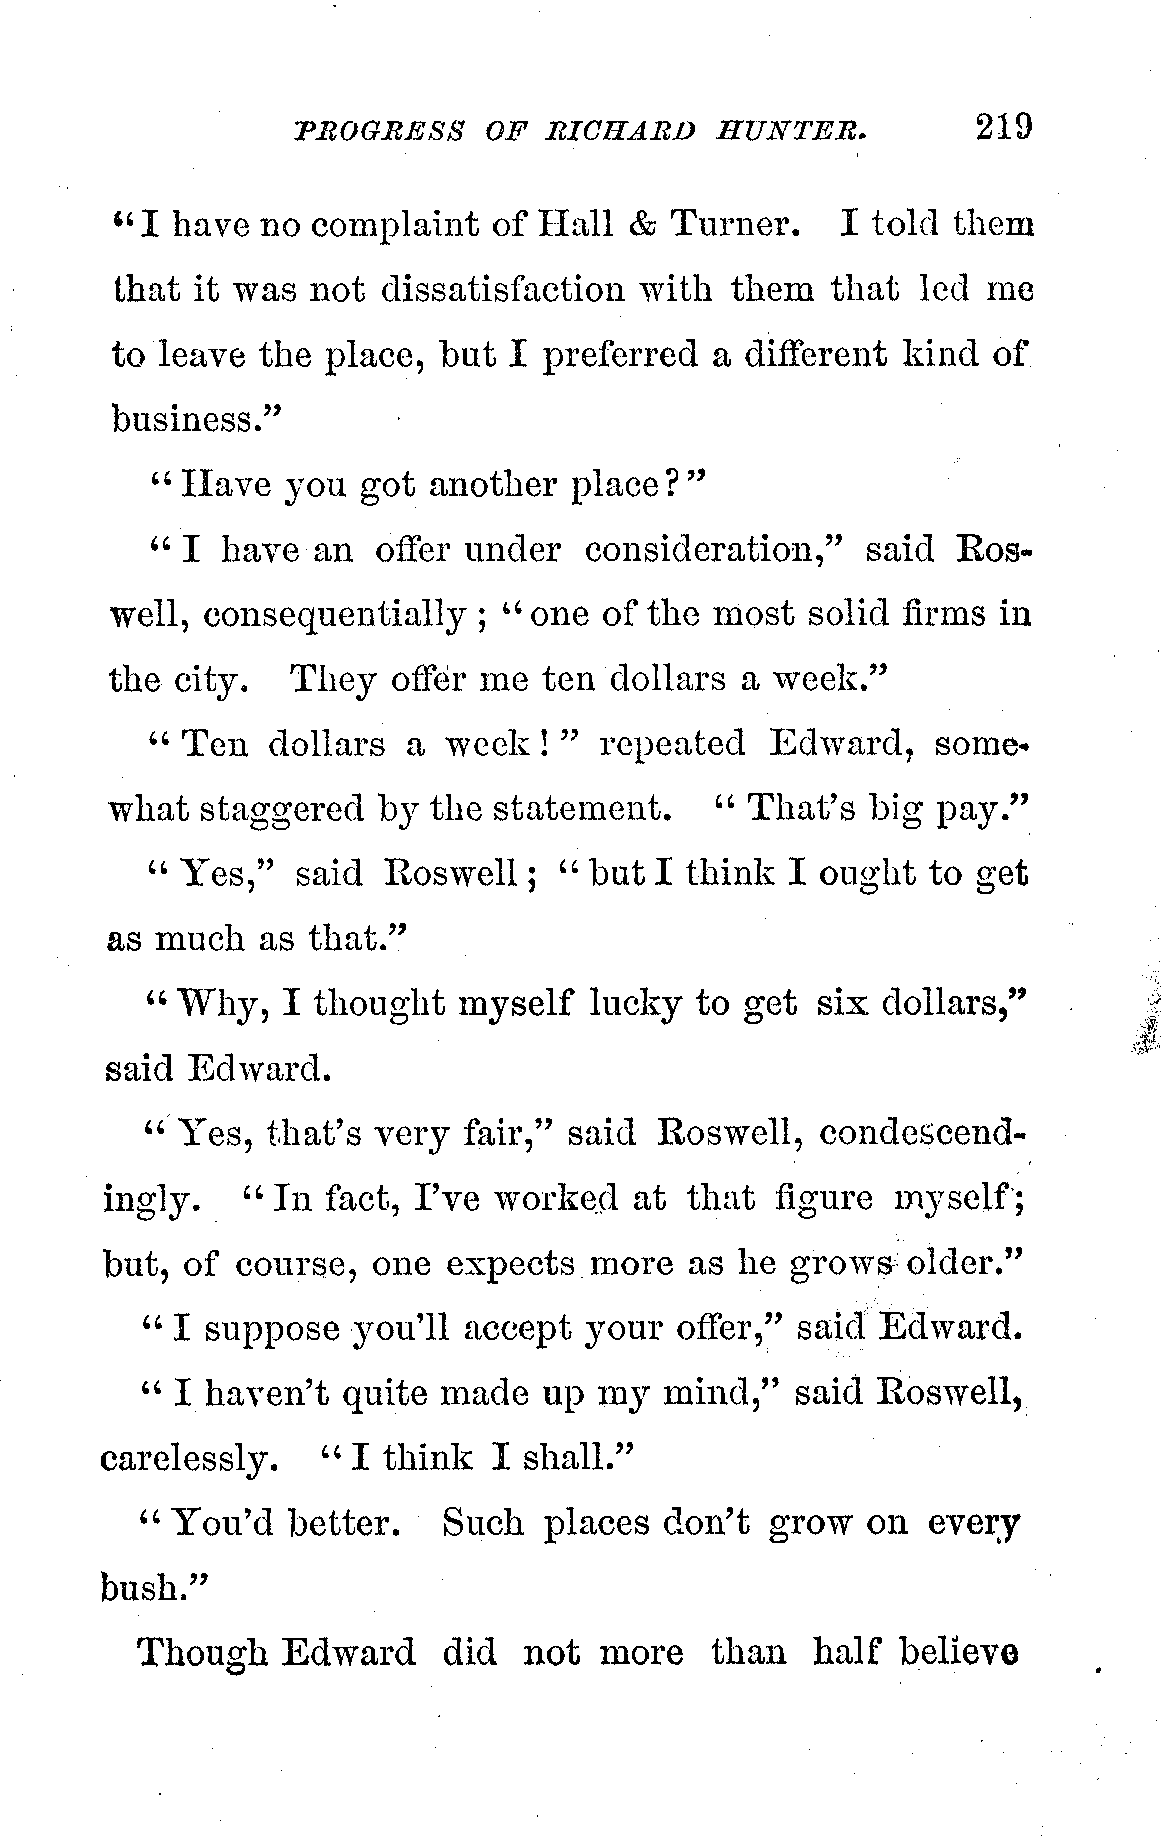 PROGRESS OF RICHARD HUNTER. 219
"I have no complaint of Hall & Turner. I told them
that it was not dissatisfaction with them that led me
to leave the place, but I preferred a different kind of
business."
"Have you got another place?"
"I have an offer under consideration," said Ros-
well, consequentially; "one of the most solid firms in
the city. They offer me ten dollars a week."
"Ten dollars a week!" repeated Edward, some-
what staggered by the statement. "That's big pay."
"Yes," said Roswell; "but I think I ought to get
as much as that."
"Why, I thought myself lucky to get six dollars,"
said Edward.
"Yes, that's very fair," said Roswell, condescend-
ingly. "In fact, I've worked at that figure myself;
but, of course, one expects more as he grows older."
"I suppose you'll accept your offer," said Edward.
"I haven't quite made up my mind," said Roswell,
carelessly. "I think I shall."
"You'd better. Such places don't grow on every
bush."
Though Edward did not more than half believe